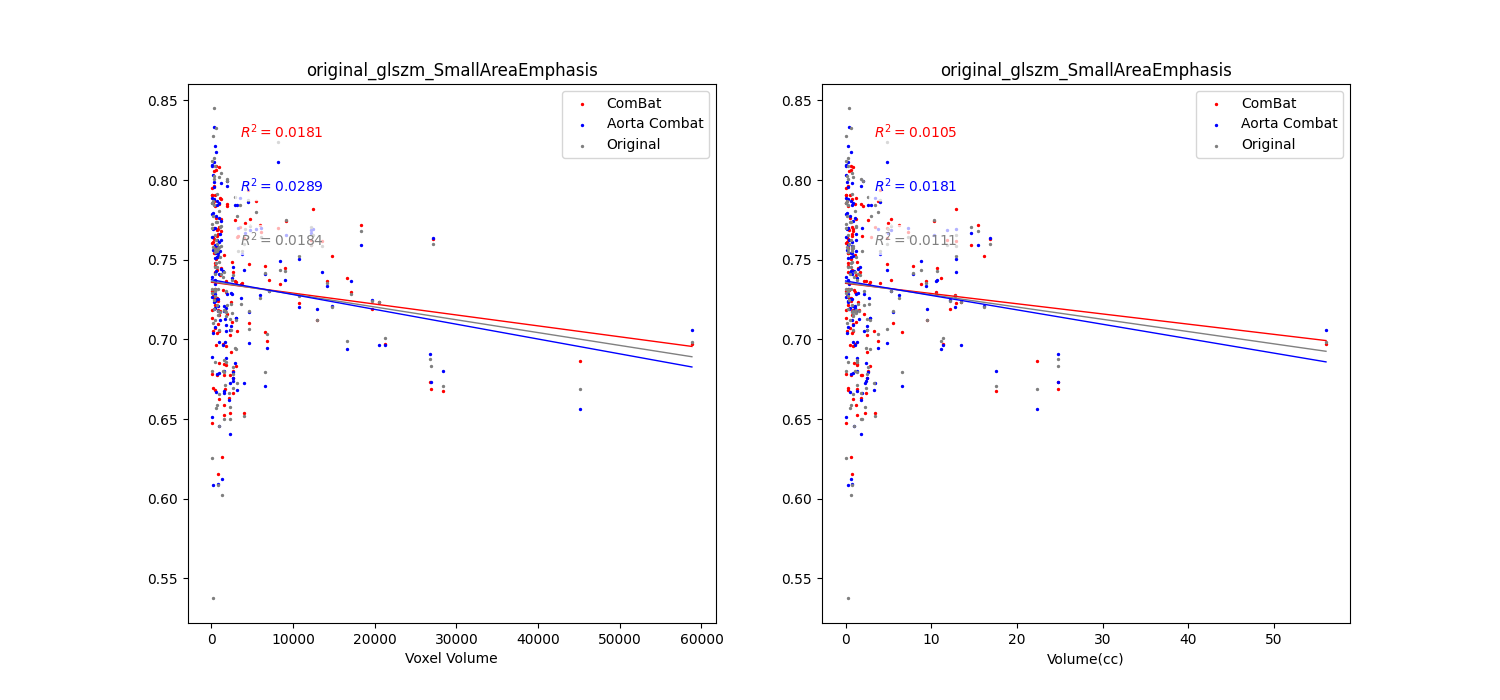 original_glszm_SmallAreaEmphasis
ComBat
Aorta Combat
Original
R² = 0.0181
R² = 0.0289
R² = 0.0184
0.85
0.80
0.75
0.70
0.65
0.60
0.55
0 10000 20000 30000 40000 50000 60000
Voxel Volume
original_glszm_SmallAreaEmphasis
ComBat
Aorta Combat
Original
R² = 0.0105
R² = 0.0181
R² = 0.0111
0.85
0.80
0.75
0.70
0.65
0.60
0.55
0 10 20 30 40 50
Volume(cc)